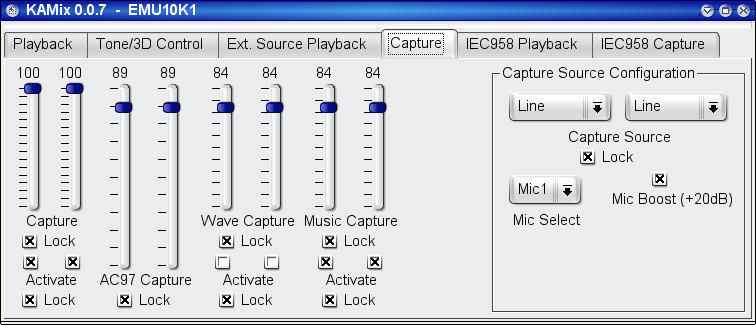 KAMix 0.0.7 - EMU10K1
Playback Tone/3D Control Ext. Source Playback Capture IEC958 Playback IEC958 Capture
100 100 89 89 84 84 84 84
Capture
Lock
Activate
Lock
AC97 Capture
Lock
Wave Capture
Lock
Activate
Lock
Music Capture
Lock
Activate
Lock
Capture Source Configuration
Line Line
Capture Source
Lock
Mic1
Mic Select
Mic Boost (+20dB)